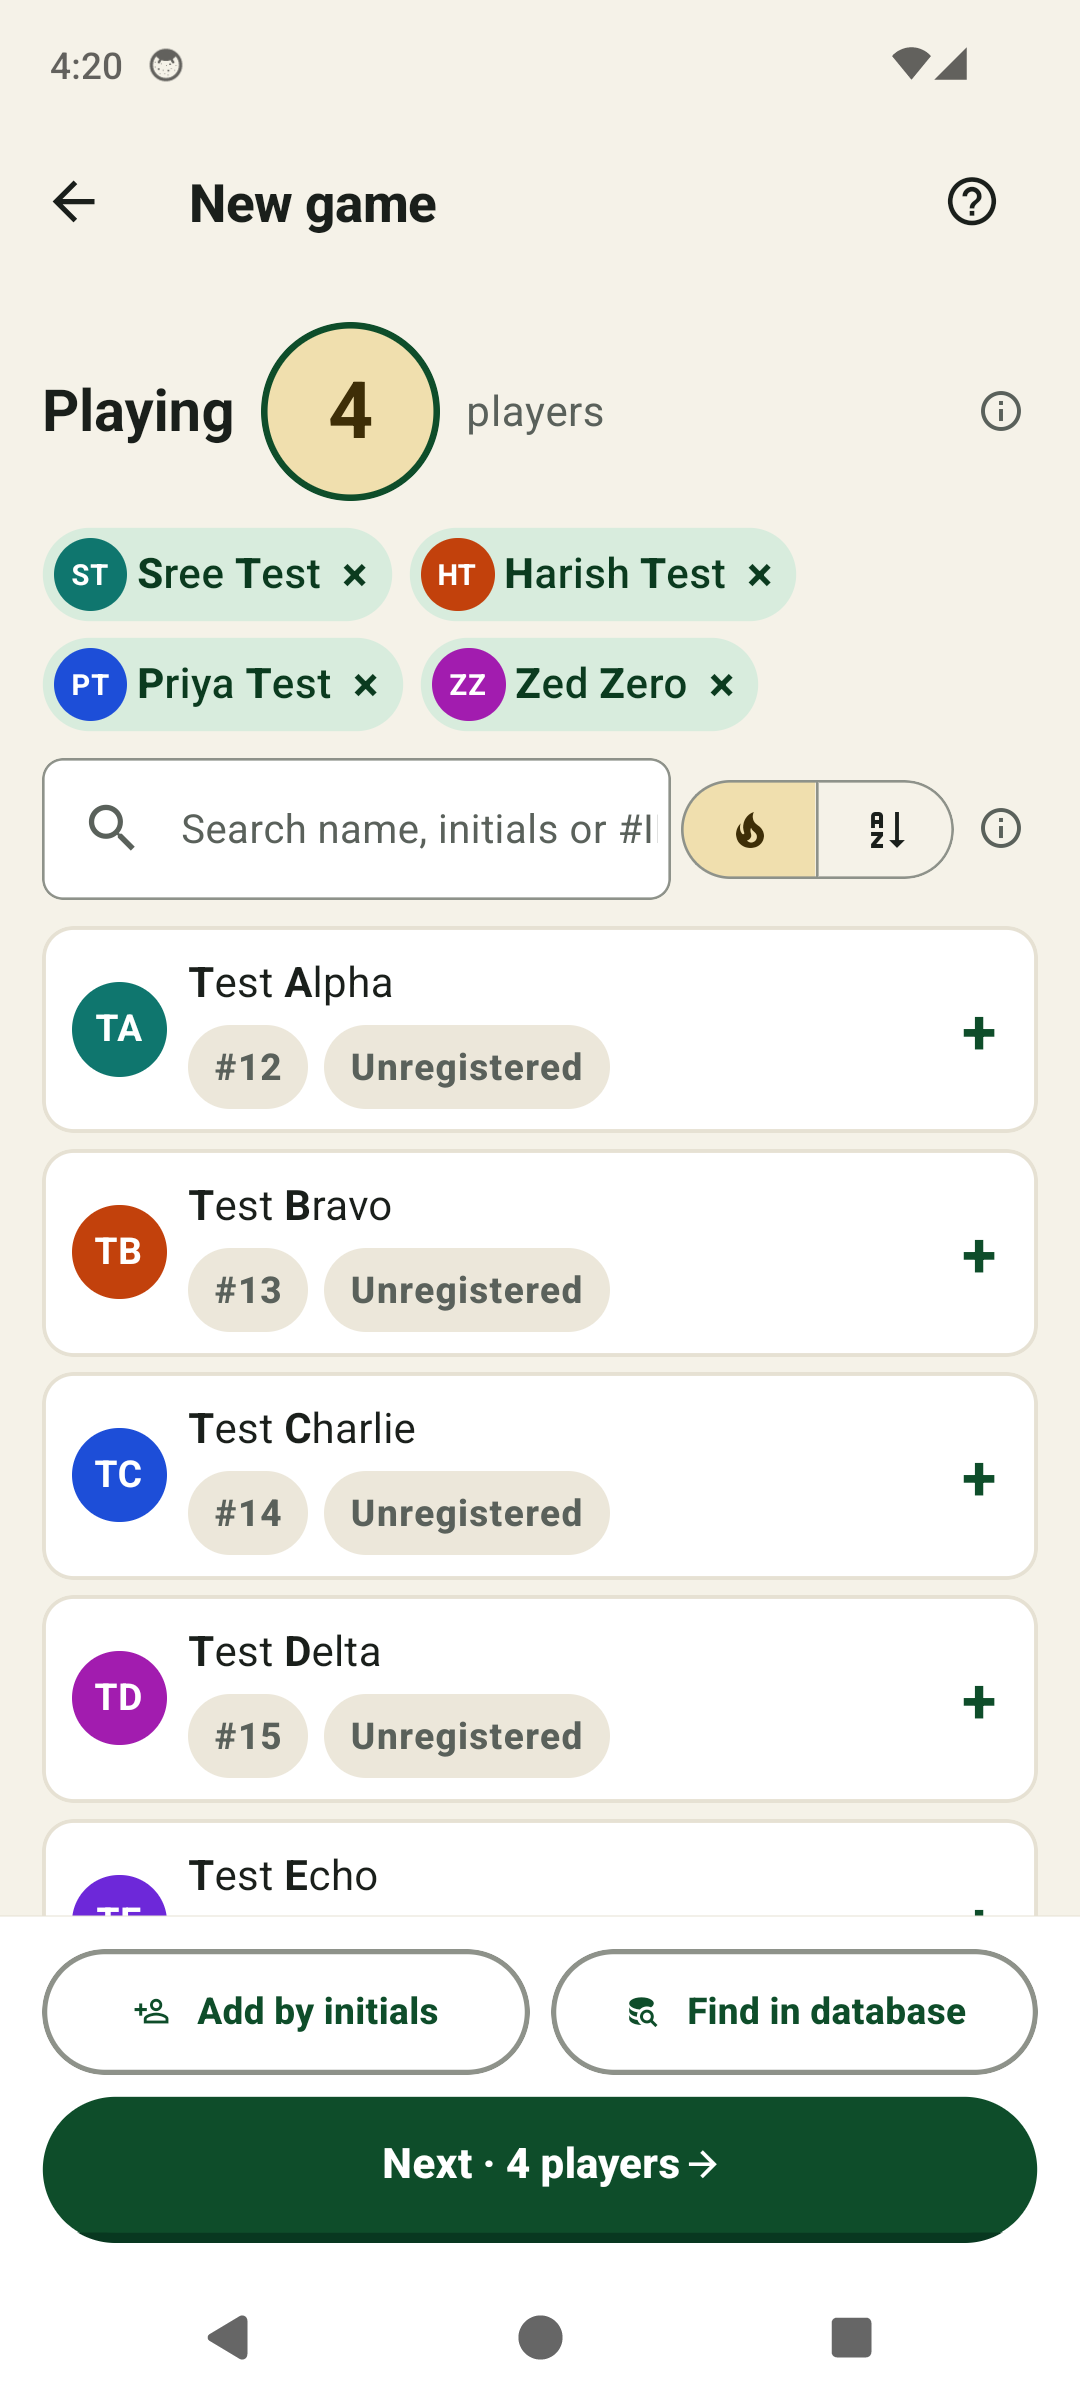 4:20
New game
Playing 4 players
ST Sree Test × HT Harish Test ×
PT Priya Test × ZZ Zed Zero ×
Search name, initials or #I
A
Z
Test Alpha
TA
#12 Unregistered
+
Test Bravo
TB
#13 Unregistered
+
Test Charlie
TC
#14 Unregistered
+
Test Delta
TD
#15 Unregistered
+
Test Echo
TE
Add by initials Find in database
Next · 4 players →